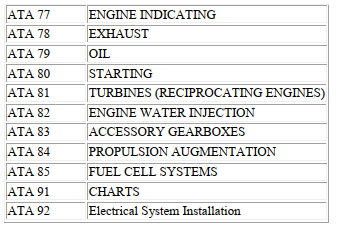 ATA 77 ENGINE INDICATING
ATA 78 EXHAUST
ATA 79 OIL
ATA 80 STARTING
ATA 81 TURBINES (RECIPROCATING ENGINES)
ATA 82 ENGINE WATER INJECTION
ATA 83 ACCESSORY GEARBOXES
ATA 84 PROPULSION AUGMENTATION
ATA 85 FUEL CELL SYSTEMS
ATA 91 CHARTS
ATA 92 Electrical System Installation